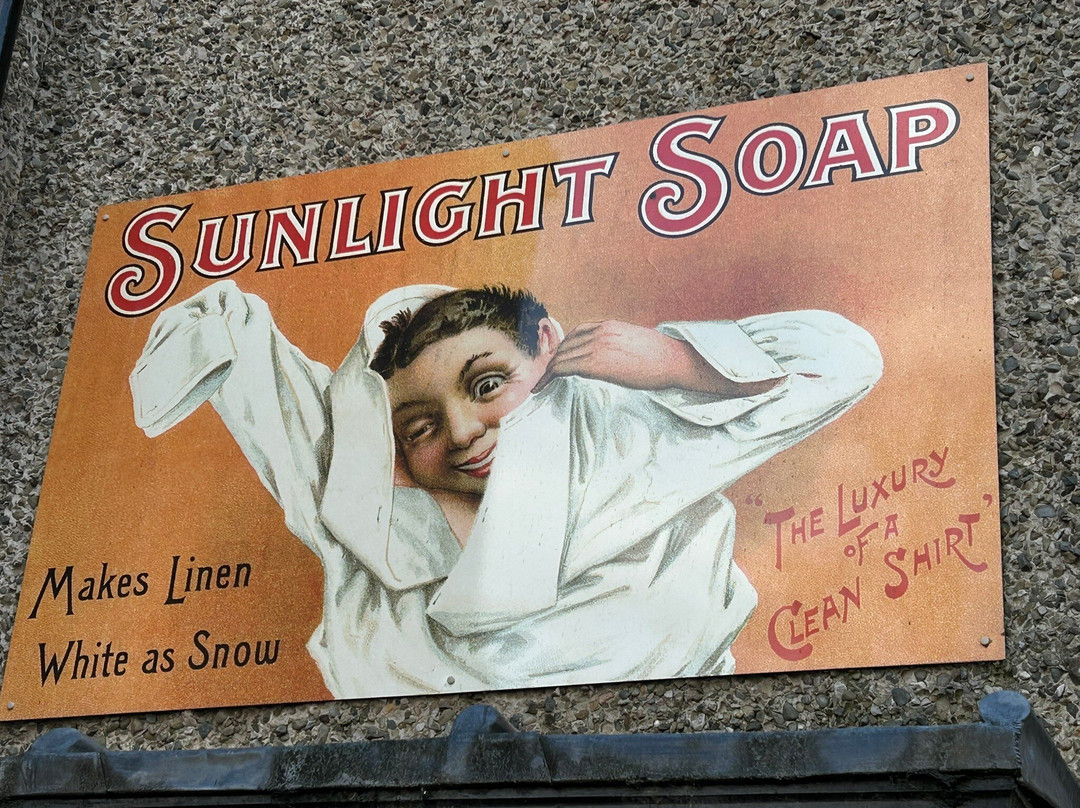 SUNLIGHT SOAP
Makes Linen
White as Snow
"THE LUXURY
OF A
CLEAN SHIRT"